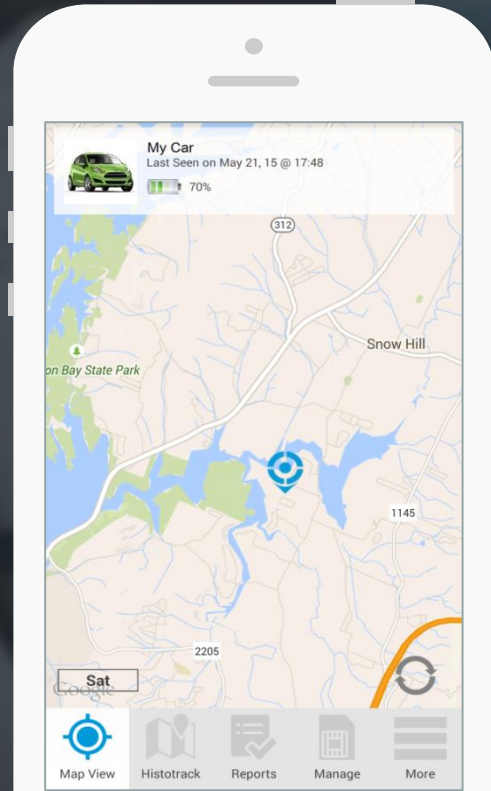 My Car
Last Seen on May 21, 15 @ 17:48
70%
312
Snow Hill
on Bay State Park
1145
2205
Sat
Google
Map View Histotrack Reports Manage More